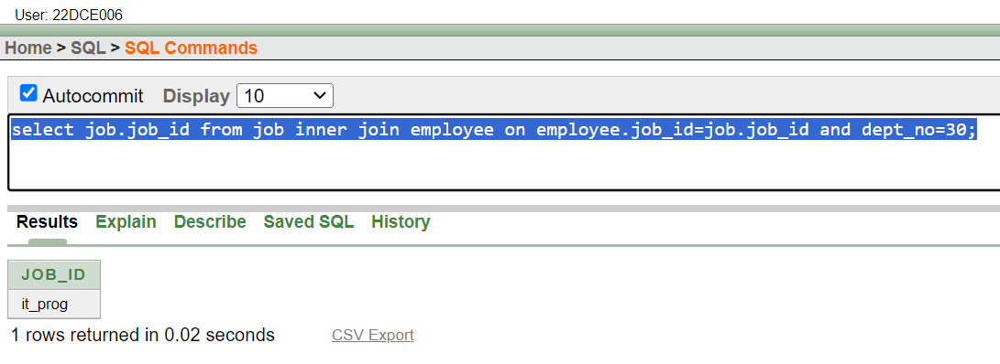 User: 22DCE006
Home > SQL > SQL Commands
Autocommit Display 10
select job.job_id from job inner join employee on employee.job_id=job.job_id and dept_no=30;
Results Explain Describe Saved SQL History
JOB_ID
it_prog
1 rows returned in 0.02 seconds CSV Export